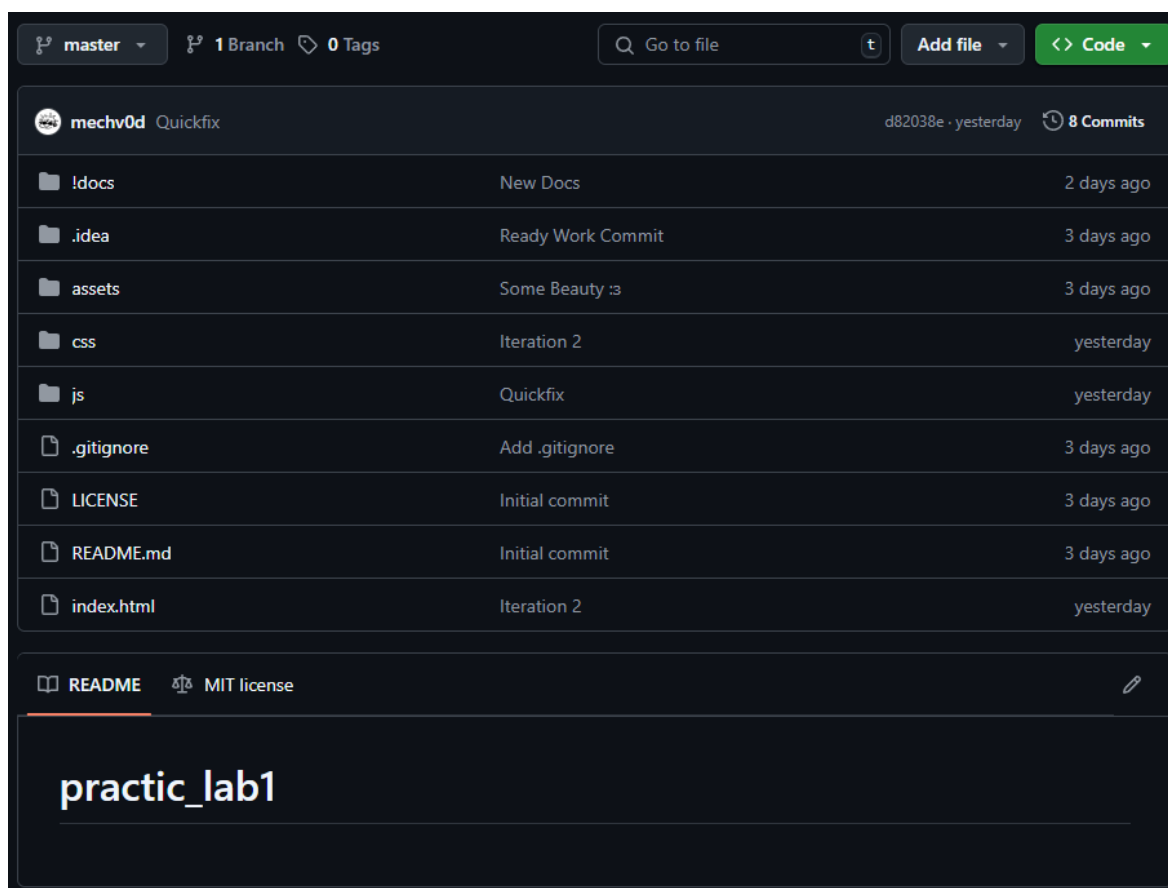 master 1 Branch 0 Tags Go to file t Add file Code
mechv0d Quickfix d82038e · yesterday 8 Commits
!docs New Docs 2 days ago
.idea Ready Work Commit 3 days ago
assets Some Beauty :з 3 days ago
css Iteration 2 yesterday
js Quickfix yesterday
.gitignore Add .gitignore 3 days ago
LICENSE Initial commit 3 days ago
README.md Initial commit 3 days ago
index.html Iteration 2 yesterday
README MIT license
practic_lab1